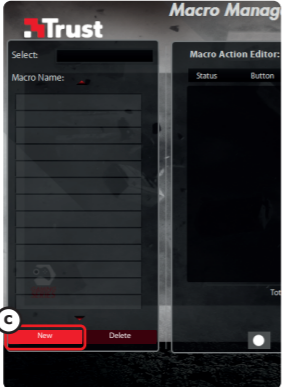 Macro Manag
Trust
Select:
Macro Name:
Macro Action Editor:
Status Button
Tot
C
New Delete